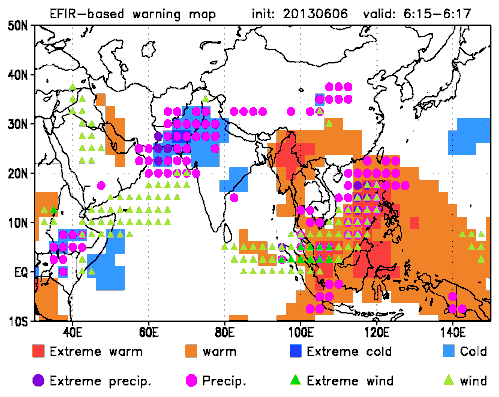 EFIR-based warning map init: 20130606 valid: 6:15-6:17
50N
40N
30N
20N
10N
EQ
10S
40E 60E 80E 100E 120E 140E
Extreme warm warm Extreme cold Cold
Extreme precip. Precip. Extreme wind wind